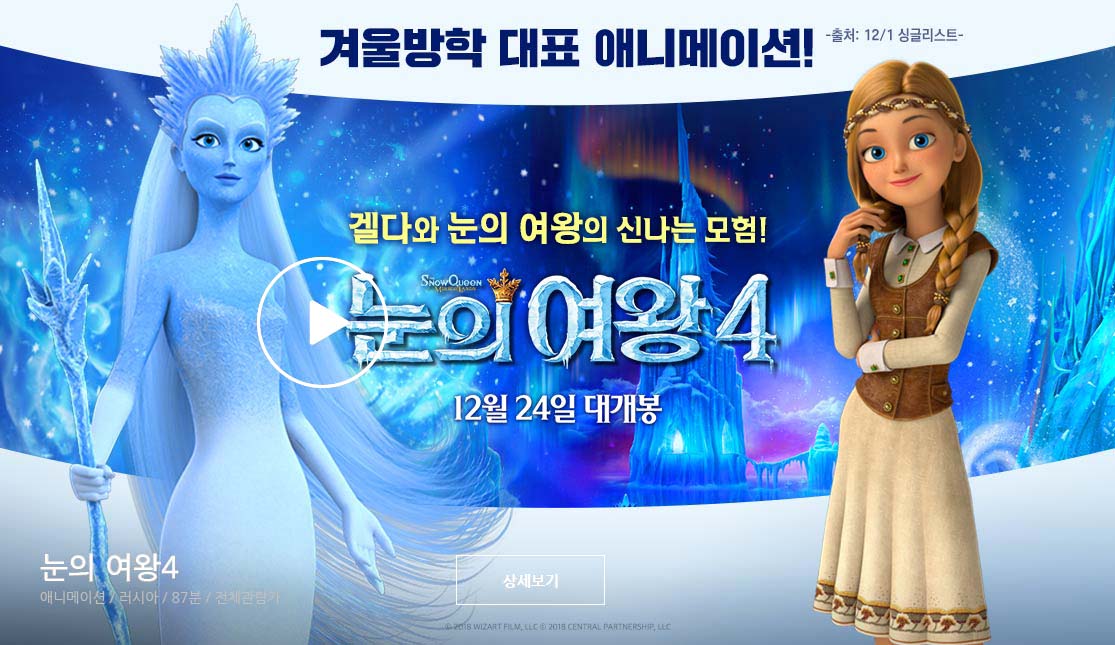 겨울방학 대표 애니메이션!
-출처: 12/1 싱글리스트-
겔다와 눈의 여왕의 신나는 모험!
THE SNOW QUEEN
MIRRORLANDS
눈의 여왕4
12월 24일 대개봉
눈의 여왕4
애니메이션 / 러시아 / 87분 / 전체관람가
상세보기
© 2018 WIZART FILM, LLC © 2018 CENTRAL PARTNERSHIP, LLC